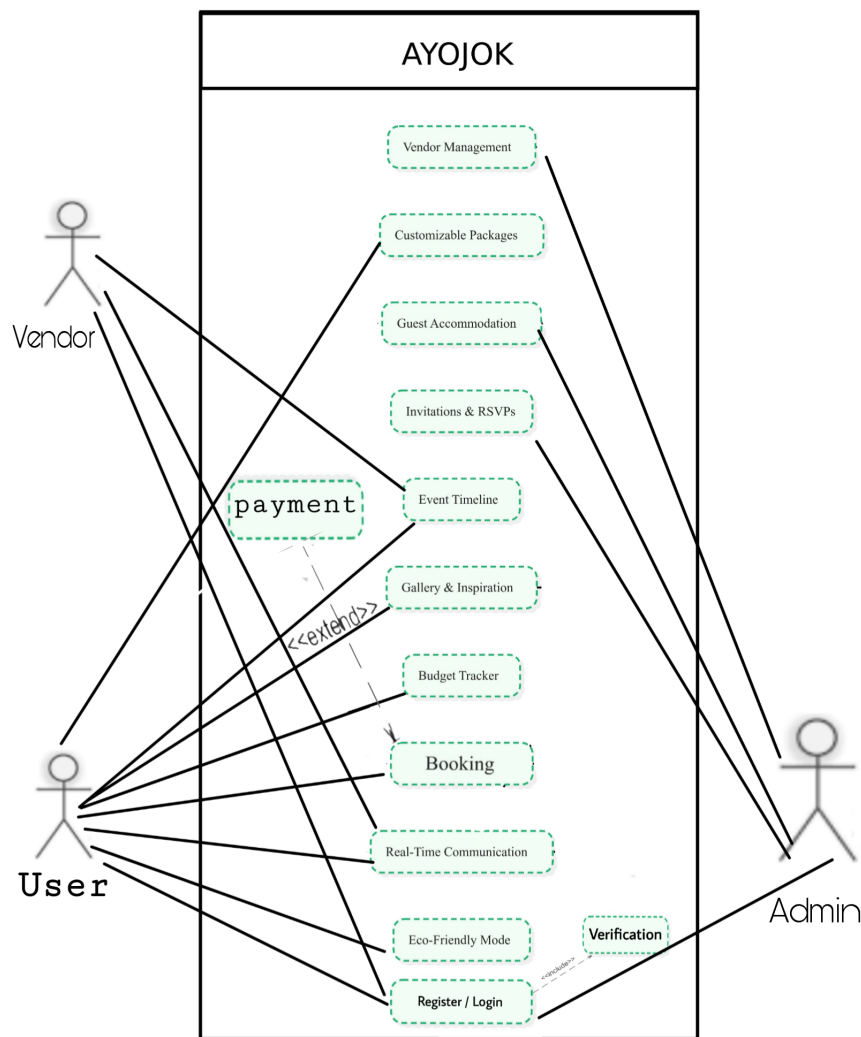 AYOJOK
Vendor Management
Customizable Packages
Guest Accommodation
Vendor
Invitations & RSVPs
payment
Event Timeline
Gallery & Inspiration
<<extend>>
Budget Tracker
Booking
Real-Time Communication
User
Admin
Eco-Friendly Mode
Verification
<<include>>
Register / Login